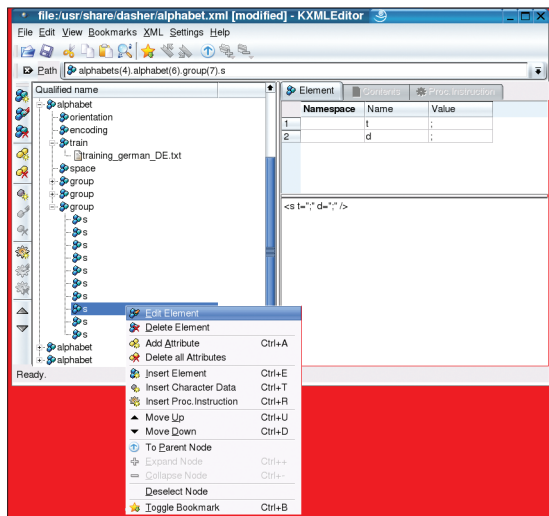 file:/usr/share/dasher/alphabet.xml [modified] - KXMLEditor
File Edit View Bookmarks XML Settings Help
Path alphabets(4).alphabet(6).group(7).s
Qualified name
alphabet
orientation
encoding
train
training_german_DE.txt
space
group
group
group
s
s
s
s
s
s
s
s
s
s
alphabet
alphabet
Element Contents Proc.Instruction
Namespace Name Value
1 t ;
2 d ;
<s t=";" d=";" />
Edit Element
Delete Element
Add Attribute Ctrl+A
Delete all Attributes
Insert Element Ctrl+E
Insert Character Data Ctrl+T
Insert Proc.Instruction Ctrl+R
Move Up Ctrl+U
Move Down Ctrl+D
To Parent Node
Expand Node Ctrl++
Collapse Node Ctrl+-
Deselect Node
Toggle Bookmark Ctrl+B
Ready.